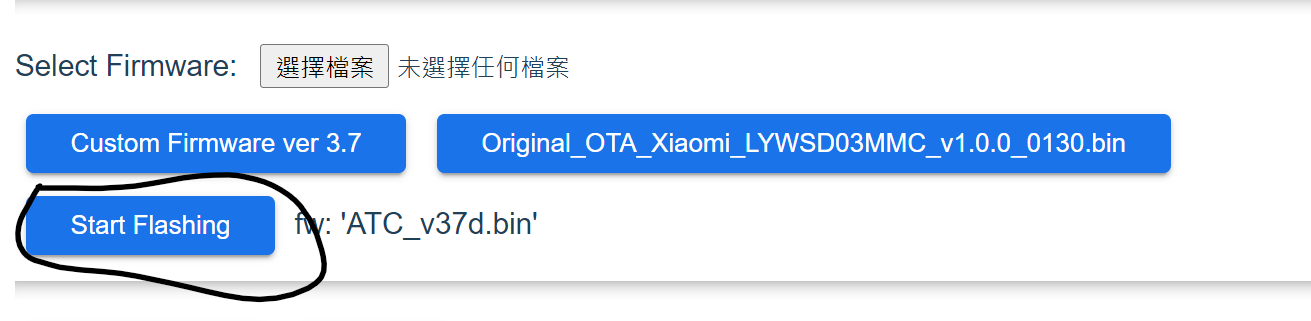 Select Firmware: 選擇檔案 未選擇任何檔案
Custom Firmware ver 3.7 Original_OTA_Xiaomi_LYWSD03MMC_v1.0.0_0130.bin
Start Flashing fw: 'ATC_v37d.bin'